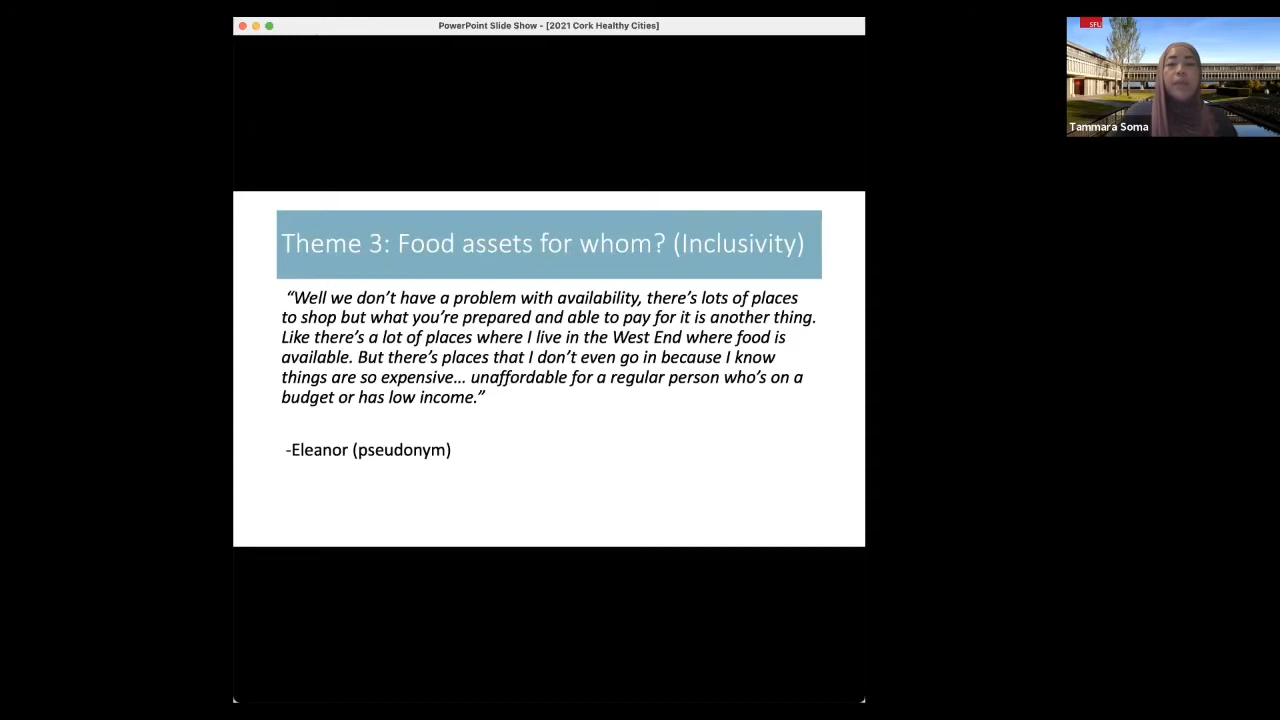 PowerPoint Slide Show - [2021 Cork Healthy Cities]
SFU
Tammara Soma
Theme 3: Food assets for whom? (Inclusivity)
“Well we don’t have a problem with availability, there’s lots of places
to shop but what you’re prepared and able to pay for it is another thing.
Like there’s a lot of places where I live in the West End where food is
available. But there’s places that I don’t even go in because I know
things are so expensive… unaffordable for a regular person who’s on a
budget or has low income.”
-Eleanor (pseudonym)